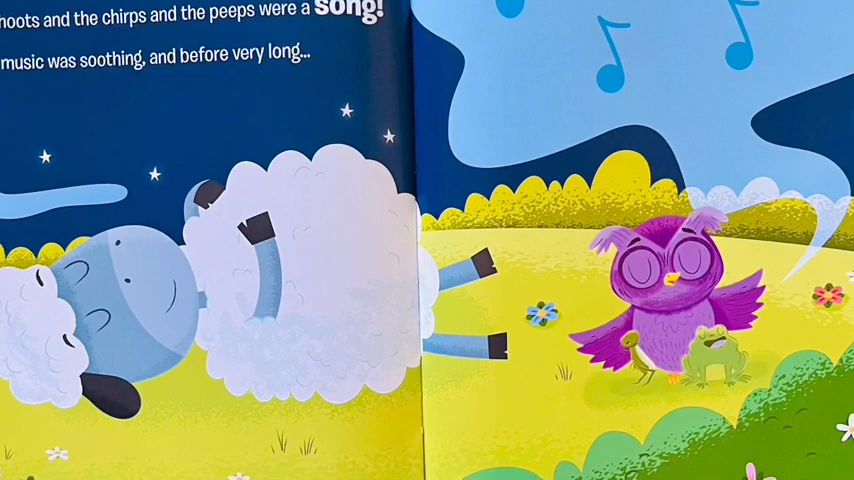 hoots and the chirps and the peeps were a song!
music was soothing, and before very long...